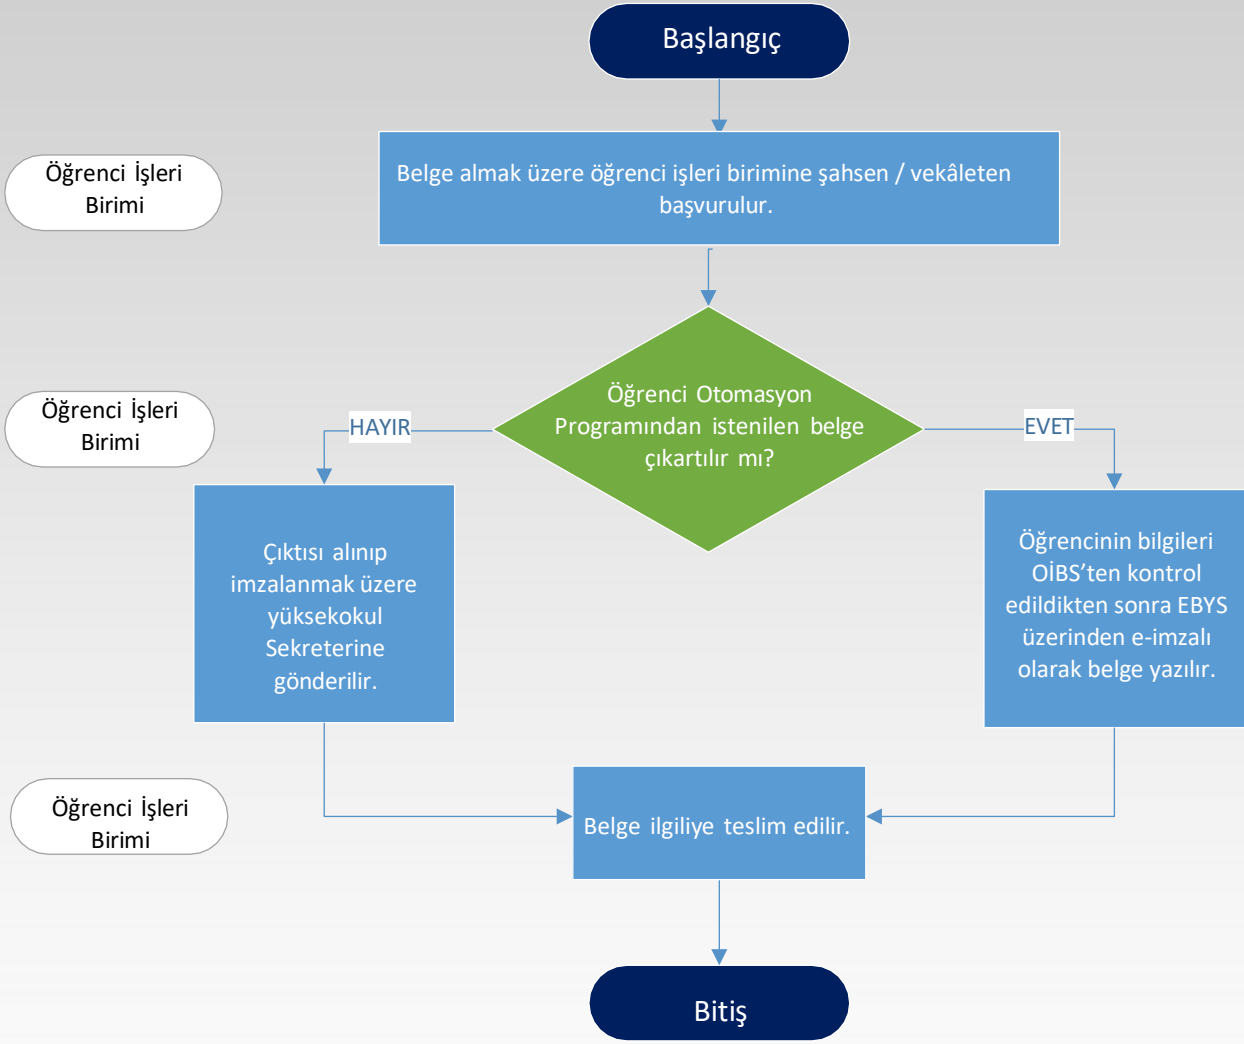 Başlangıç
Öğrenci İşleri
Birimi
Belge almak üzere öğrenci işleri birimine şahsen / vekâleten
başvurulur.
Öğrenci İşleri
Birimi
Öğrenci Otomasyon
Programından istenilen belge
çıkartılır mı?
HAYIR
EVET
Çıktısı alınıp
imzalanmak üzere
yüksekokul
Sekreterine
gönderilir.
Öğrencinin bilgileri
OİBS’ten kontrol
edildikten sonra EBYS
üzerinden e-imzalı
olarak belge yazılır.
Öğrenci İşleri
Birimi
Belge ilgiliye teslim edilir.
Bitiş